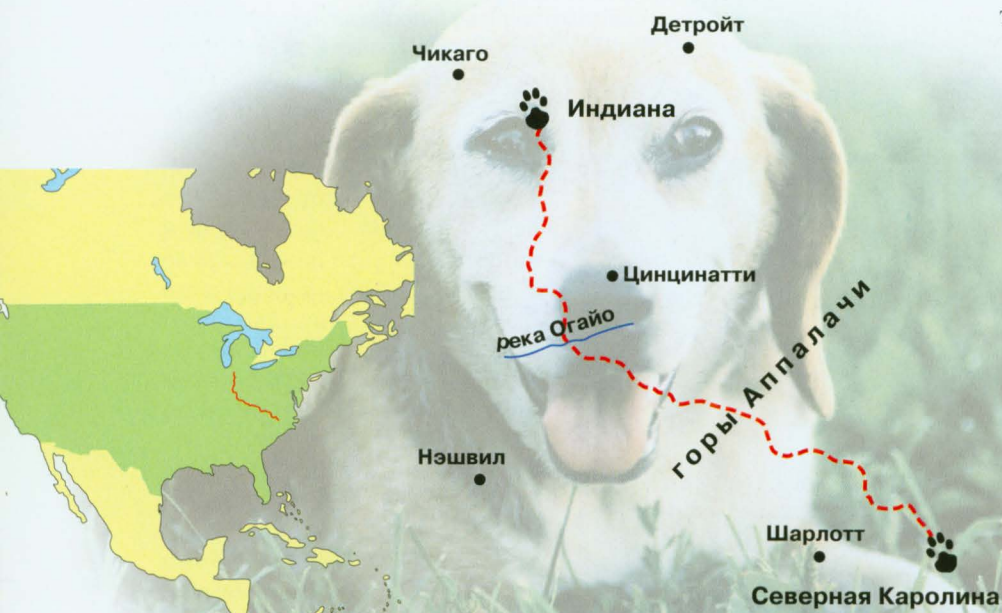 Детройт
Чикаго
Индиана
Цинцинатти
река Огайо
горы Аппалачи
Нэшвил
Шарлотт
Северная Каролина